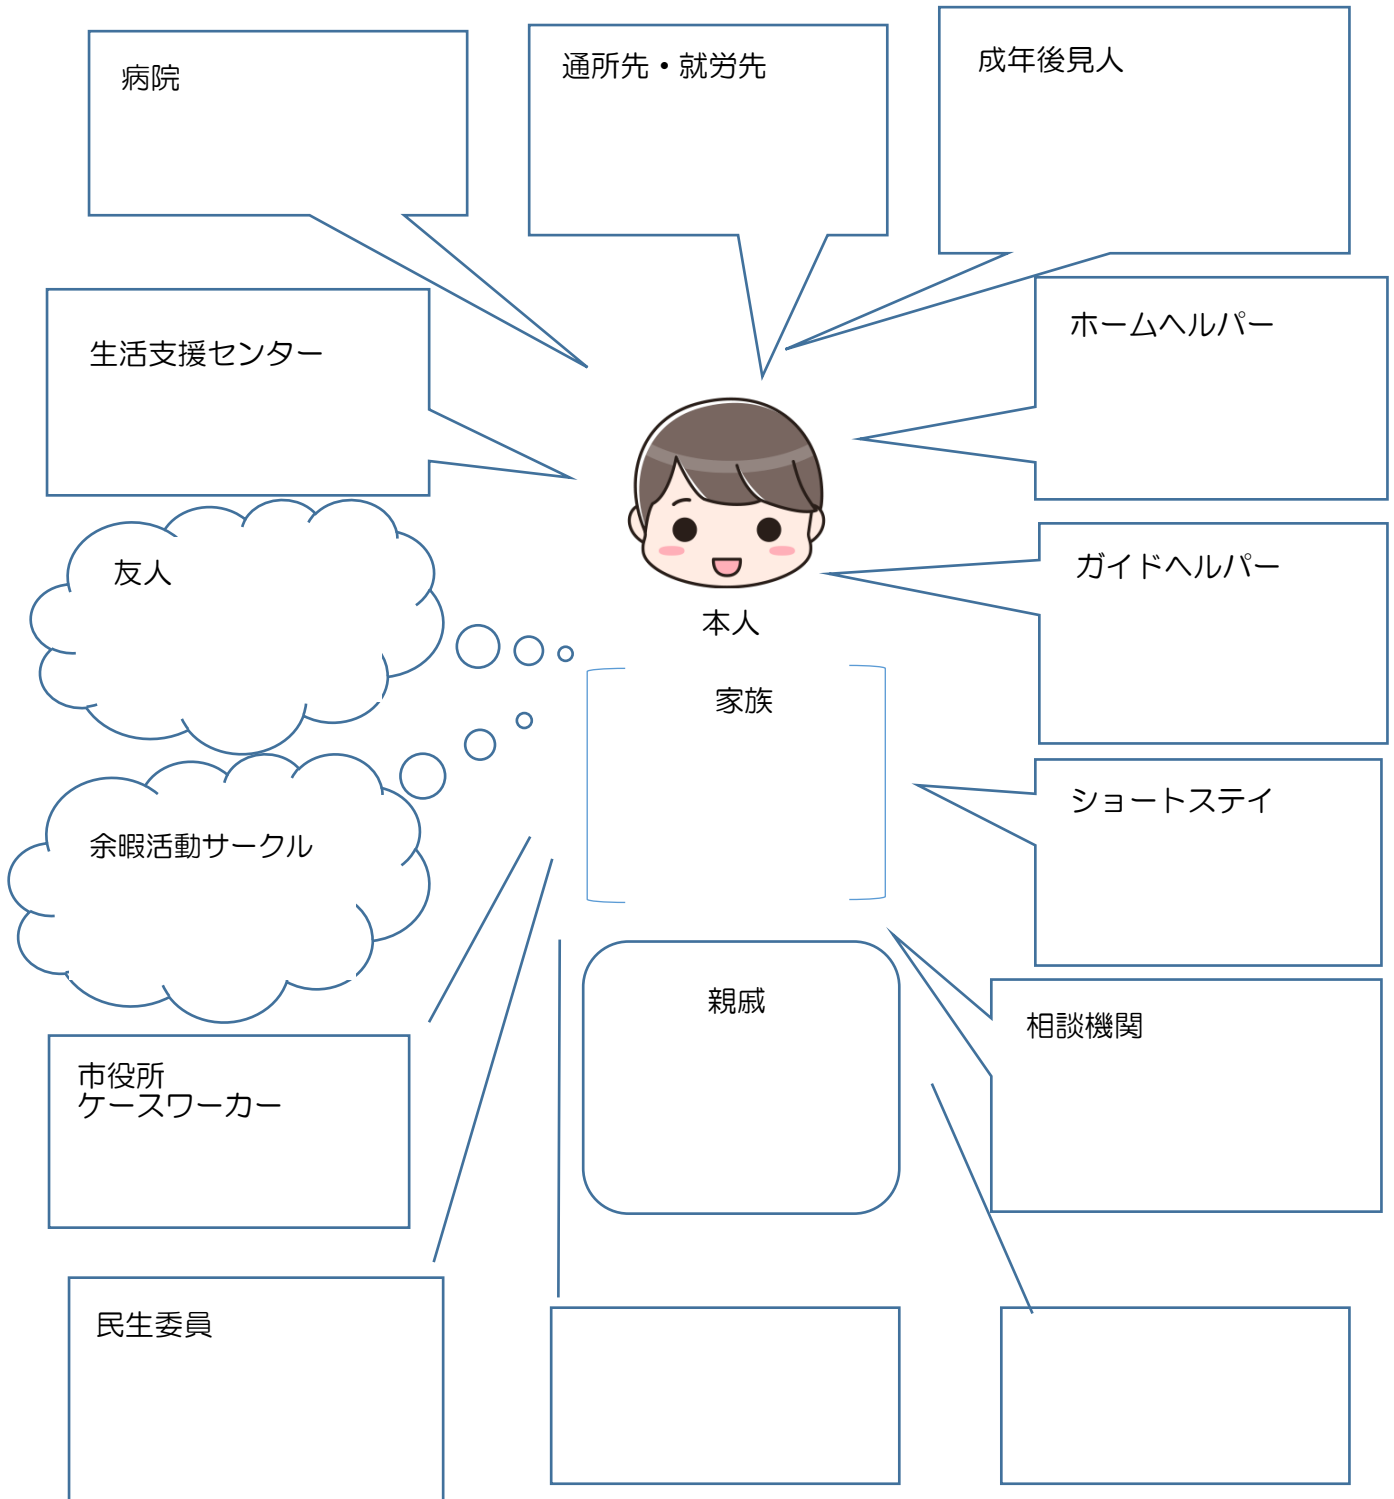 病院
通所先・就労先
成年後見人
生活支援センター
ホームヘルパー
友人
ガイドヘルパー
本人
家族
余暇活動サークル
ショートステイ
親戚
相談機関
市役所
ケースワーカー
民生委員